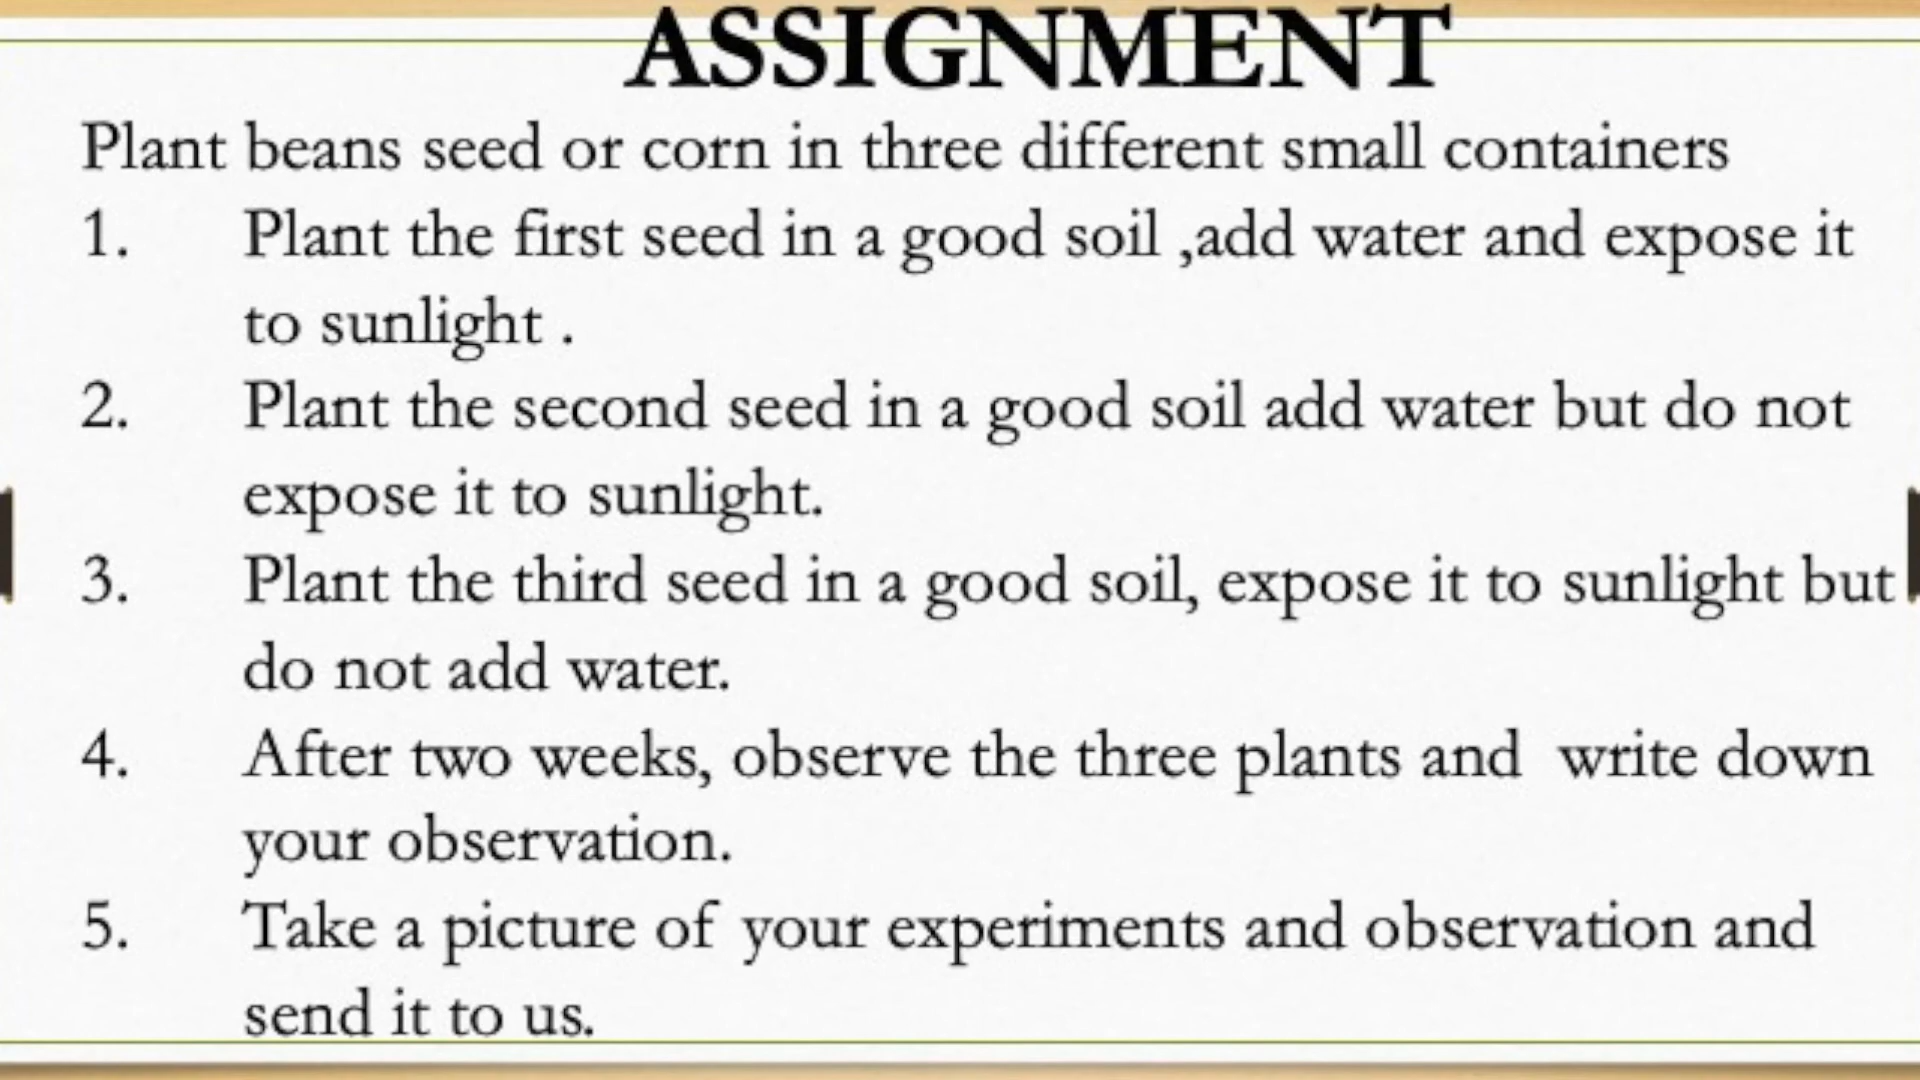 ASSIGNMENT
Plant beans seed or corn in three different small containers
1. Plant the first seed in a good soil ,add water and expose it
to sunlight .
2. Plant the second seed in a good soil add water but do not
expose it to sunlight.
3. Plant the third seed in a good soil, expose it to sunlight but
do not add water.
4. After two weeks, observe the three plants and  write down
your observation.
5. Take a picture of your experiments and observation and
send it to us.